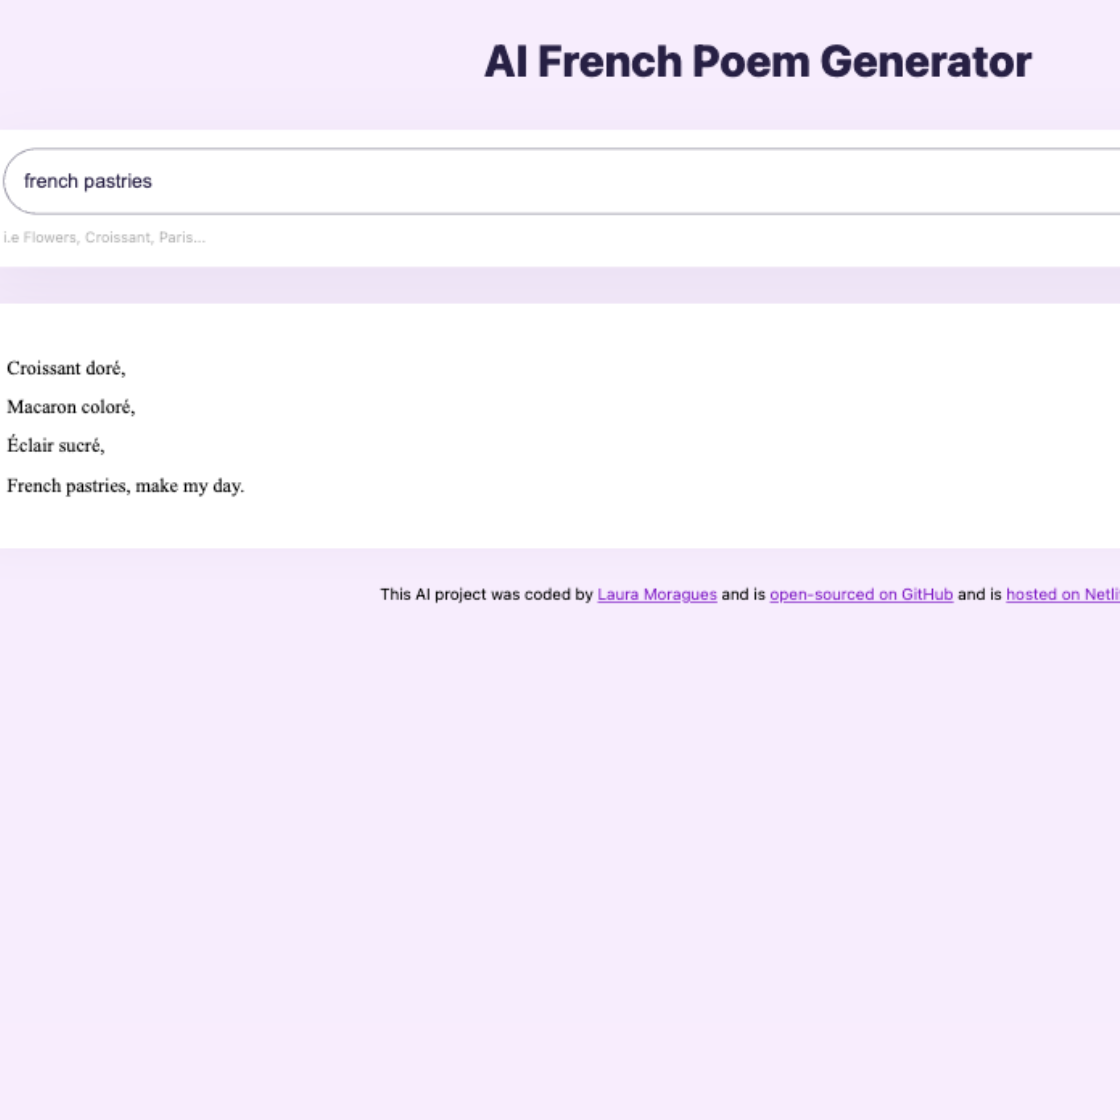 AI French Poem Generator
french pastries
i.e Flowers, Croissant, Paris...
Croissant doré,
Macaron coloré,
Éclair sucré,
French pastries, make my day.
This AI project was coded by Laura Moragues and is open-sourced on GitHub and is hosted on